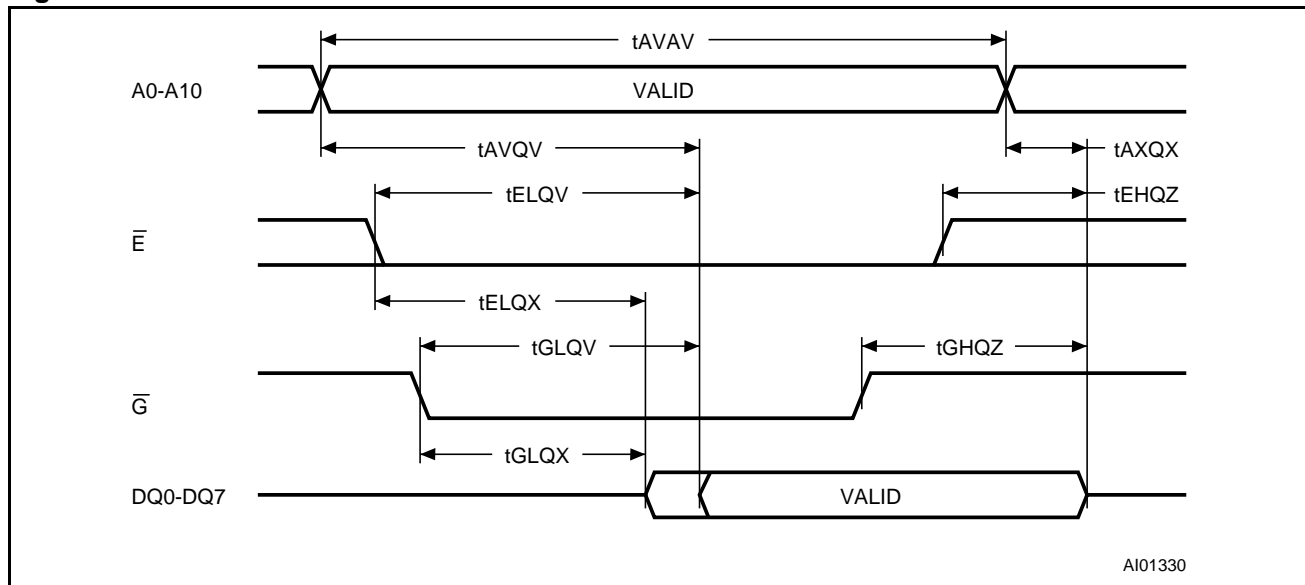 tAVAV
A0-A10
VALID
tAVQV
tAXQX
tELQV
tEHQZ
E̅
tELQX
tGLQV
tGHQZ
G̅
tGLQX
DQ0-DQ7
VALID
AI01330